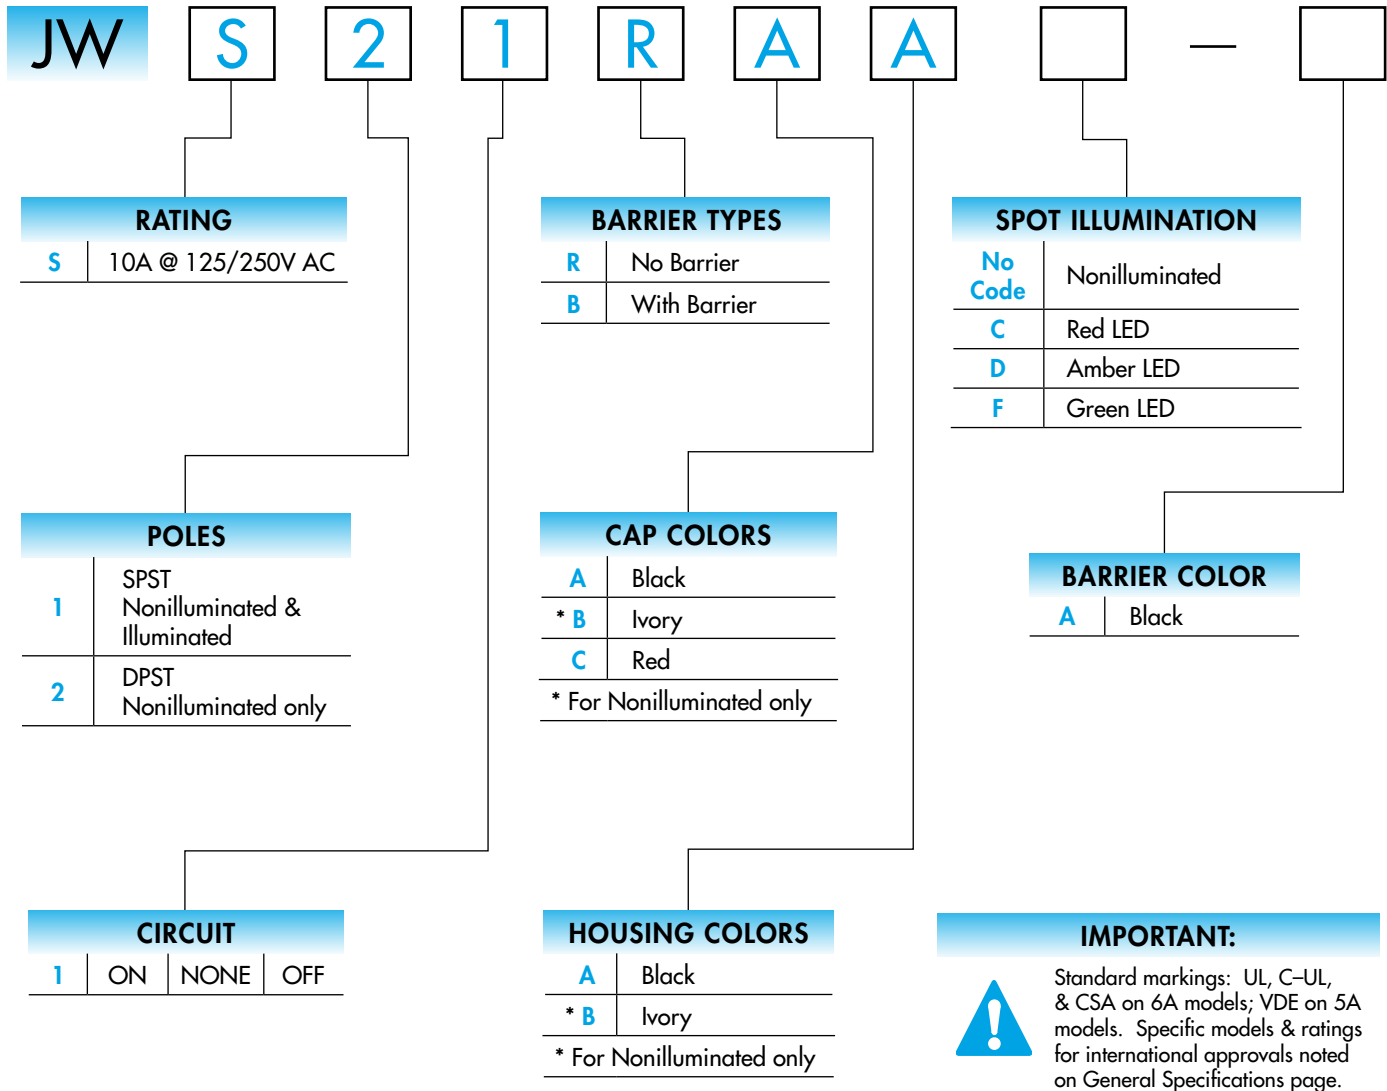 JW S 2 1 R A A —
RATING
S 10A @ 125/250V AC
BARRIER TYPES
R No Barrier
B With Barrier
SPOT ILLUMINATION
No
Code
Nonilluminated
C Red LED
D Amber LED
F Green LED
POLES
1
SPST
Nonilluminated &
Illuminated
2
DPST
Nonilluminated only
CAP COLORS
A Black
* B Ivory
C Red
* For Nonilluminated only
BARRIER COLOR
A Black
CIRCUIT
1 ON NONE OFF
HOUSING COLORS
A Black
* B Ivory
* For Nonilluminated only
IMPORTANT:
!
Standard markings: UL, C–UL,
& CSA on 6A models; VDE on 5A
models. Specific models & ratings
for international approvals noted
on General Specifications page.